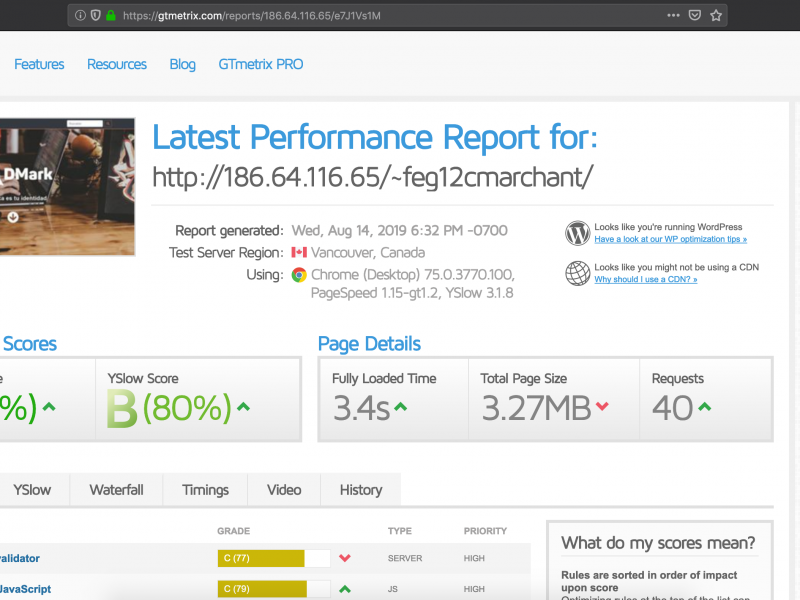 https://gtmetrix.com/reports/186.64.116.65/e7J1Vs1M
Features Resources Blog GTmetrix PRO
DMark
a es tu identidad
Latest Performance Report for:
http://186.64.116.65/~feg12cmarchant/
Report generated: Wed, Aug 14, 2019 6:32 PM -0700
Test Server Region: Vancouver, Canada
Using: Chrome (Desktop) 75.0.3770.100,
PageSpeed 1.15-gt1.2, YSlow 3.1.8
Looks like you're running WordPress
Have a look at our WP optimization tips »
Looks like you might not be using a CDN
Why should I use a CDN? »
Scores
e
%)
YSlow Score
B (80%)
Page Details
Fully Loaded Time
3.4s
Total Page Size
3.27MB
Requests
40
YSlow Waterfall Timings Video History
GRADE TYPE PRIORITY
alidator C (77) SERVER HIGH
JavaScript C (79) JS HIGH
What do my scores mean?
Rules are sorted in order of impact
upon score
Optimizing rules at the top of the list can